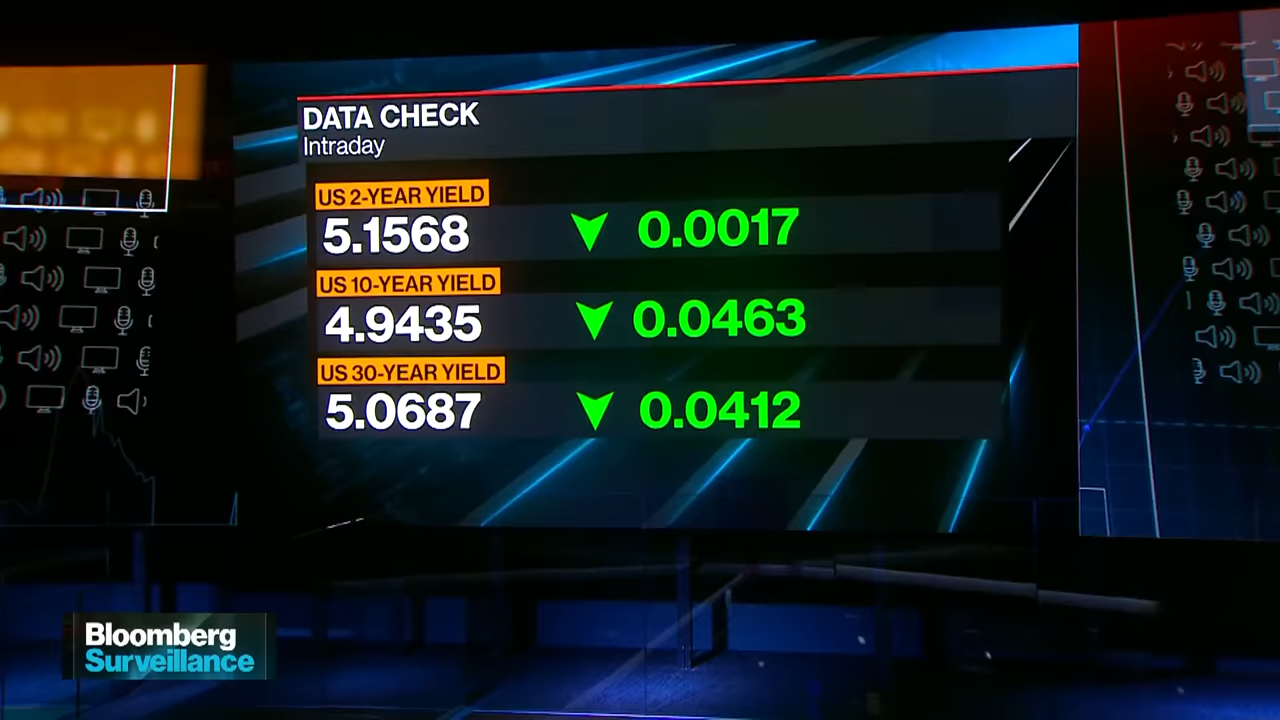 DATA CHECK
Intraday
US 2-YEAR YIELD
5.1568 0.0017
US 10-YEAR YIELD
4.9435 0.0463
US 30-YEAR YIELD
5.0687 0.0412
Bloomberg
Surveillance